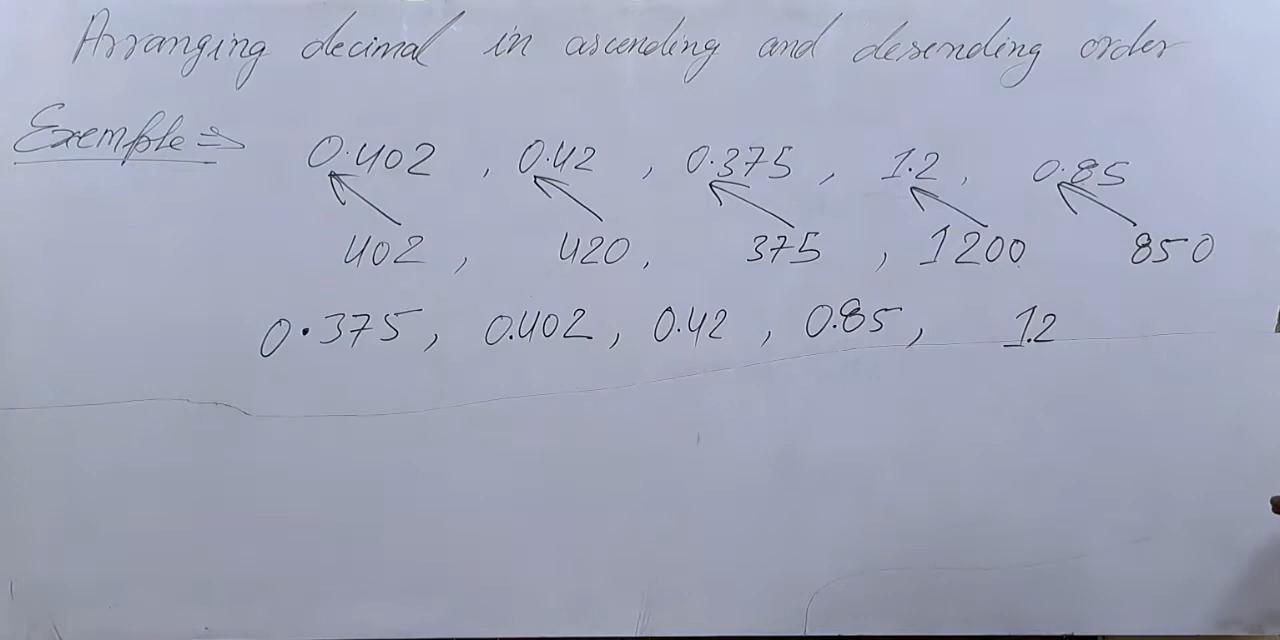 Arranging decimal in ascending and desending order
Exemple ⇒ 0.402 , 0.42 , 0.375 , 1.2 , 0.85
402 , 420 , 375 , 1200 850
0.375 , 0.402 , 0.42 , 0.85 , 1.2